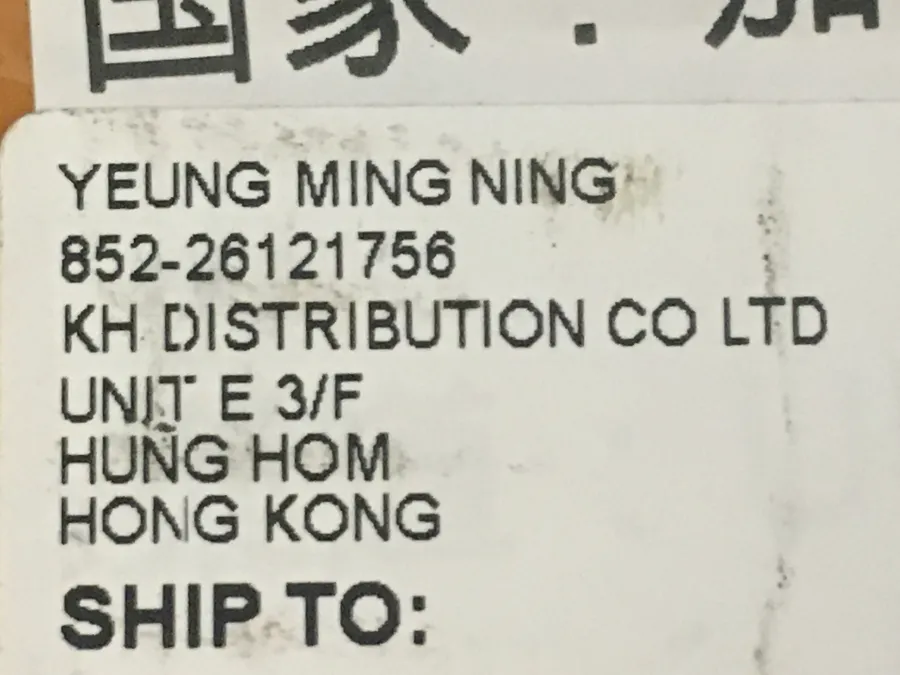 国家：加
YEUNG MING NING
852-26121756
KH DISTRIBUTION CO LTD
UNIT E 3/F
HUNG HOM
HONG KONG
SHIP TO: